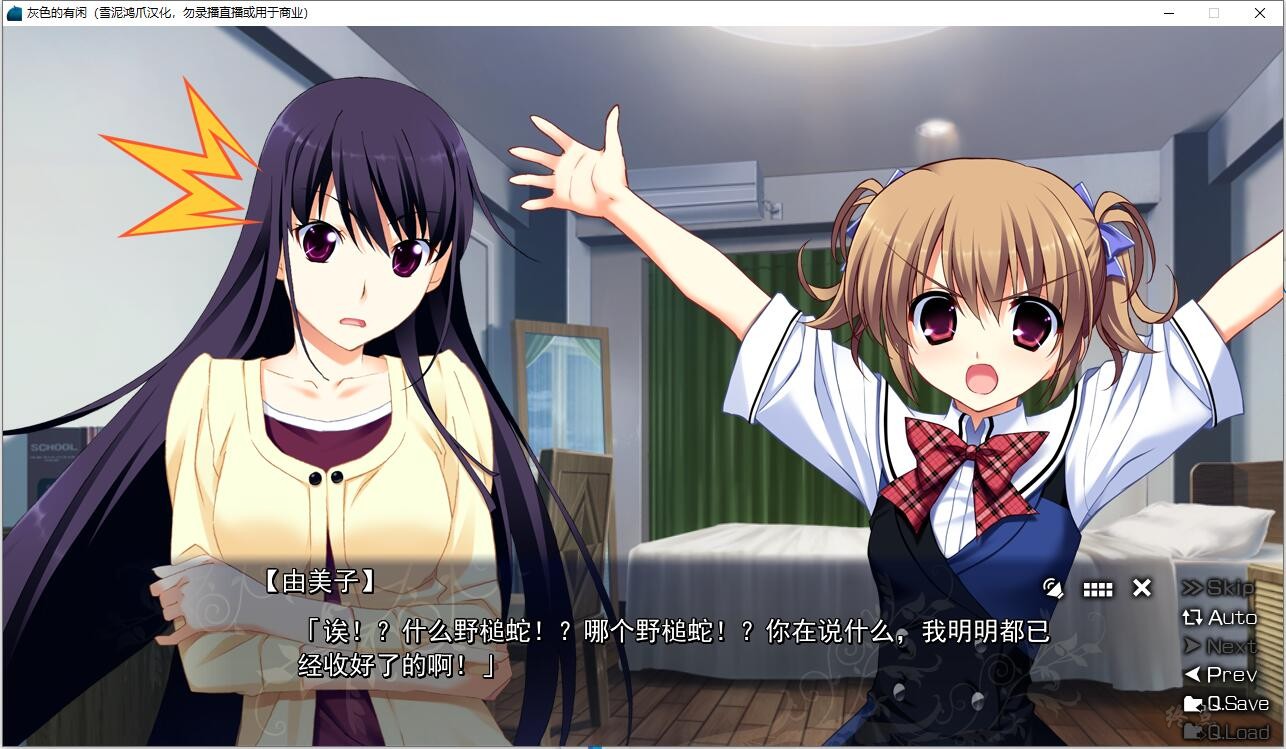 灰色的有闲（雪泥鸿爪汉化，勿录播直播或用于商业）
SCHOOL
【由美子】
「诶！？什么野槌蛇！？哪个野槌蛇！？你在说什么，我明明都已
经收好了的啊！」
Skip
Auto
Next
Prev
Q.Save
Q.Load